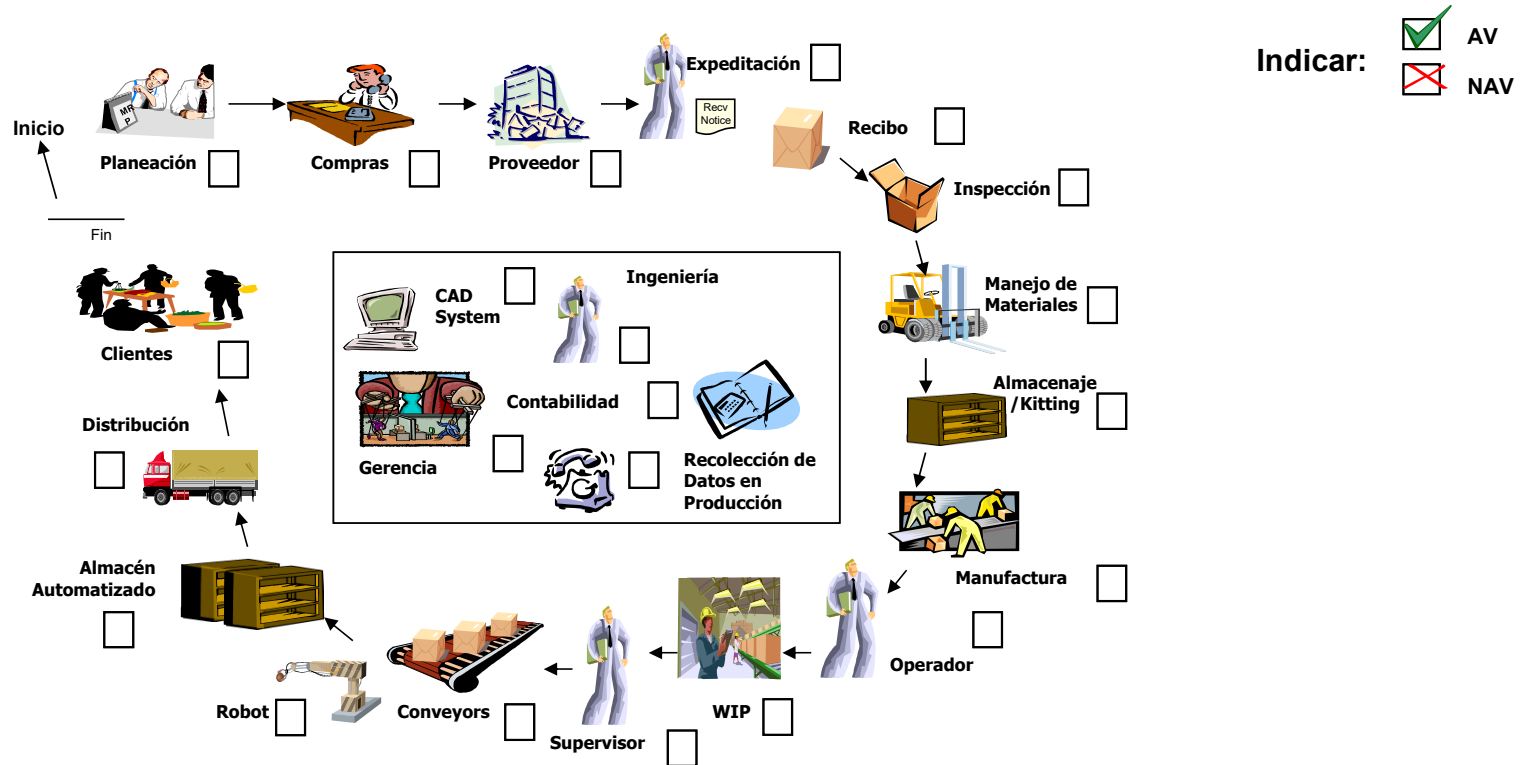 Indicar:
AV
NAV
Inicio
MR
P
Planeación
Compras
Proveedor
Expeditación
Recv
Notice
Recibo
Inspección
Manejo de
Materiales
Almacenaje
/Kitting
Manufactura
Operador
WIP
Supervisor
Conveyors
Robot
Almacén
Automatizado
Distribución
Clientes
Fin
CAD
System
Ingeniería
Contabilidad
Gerencia
Recolección de
Datos en
Producción